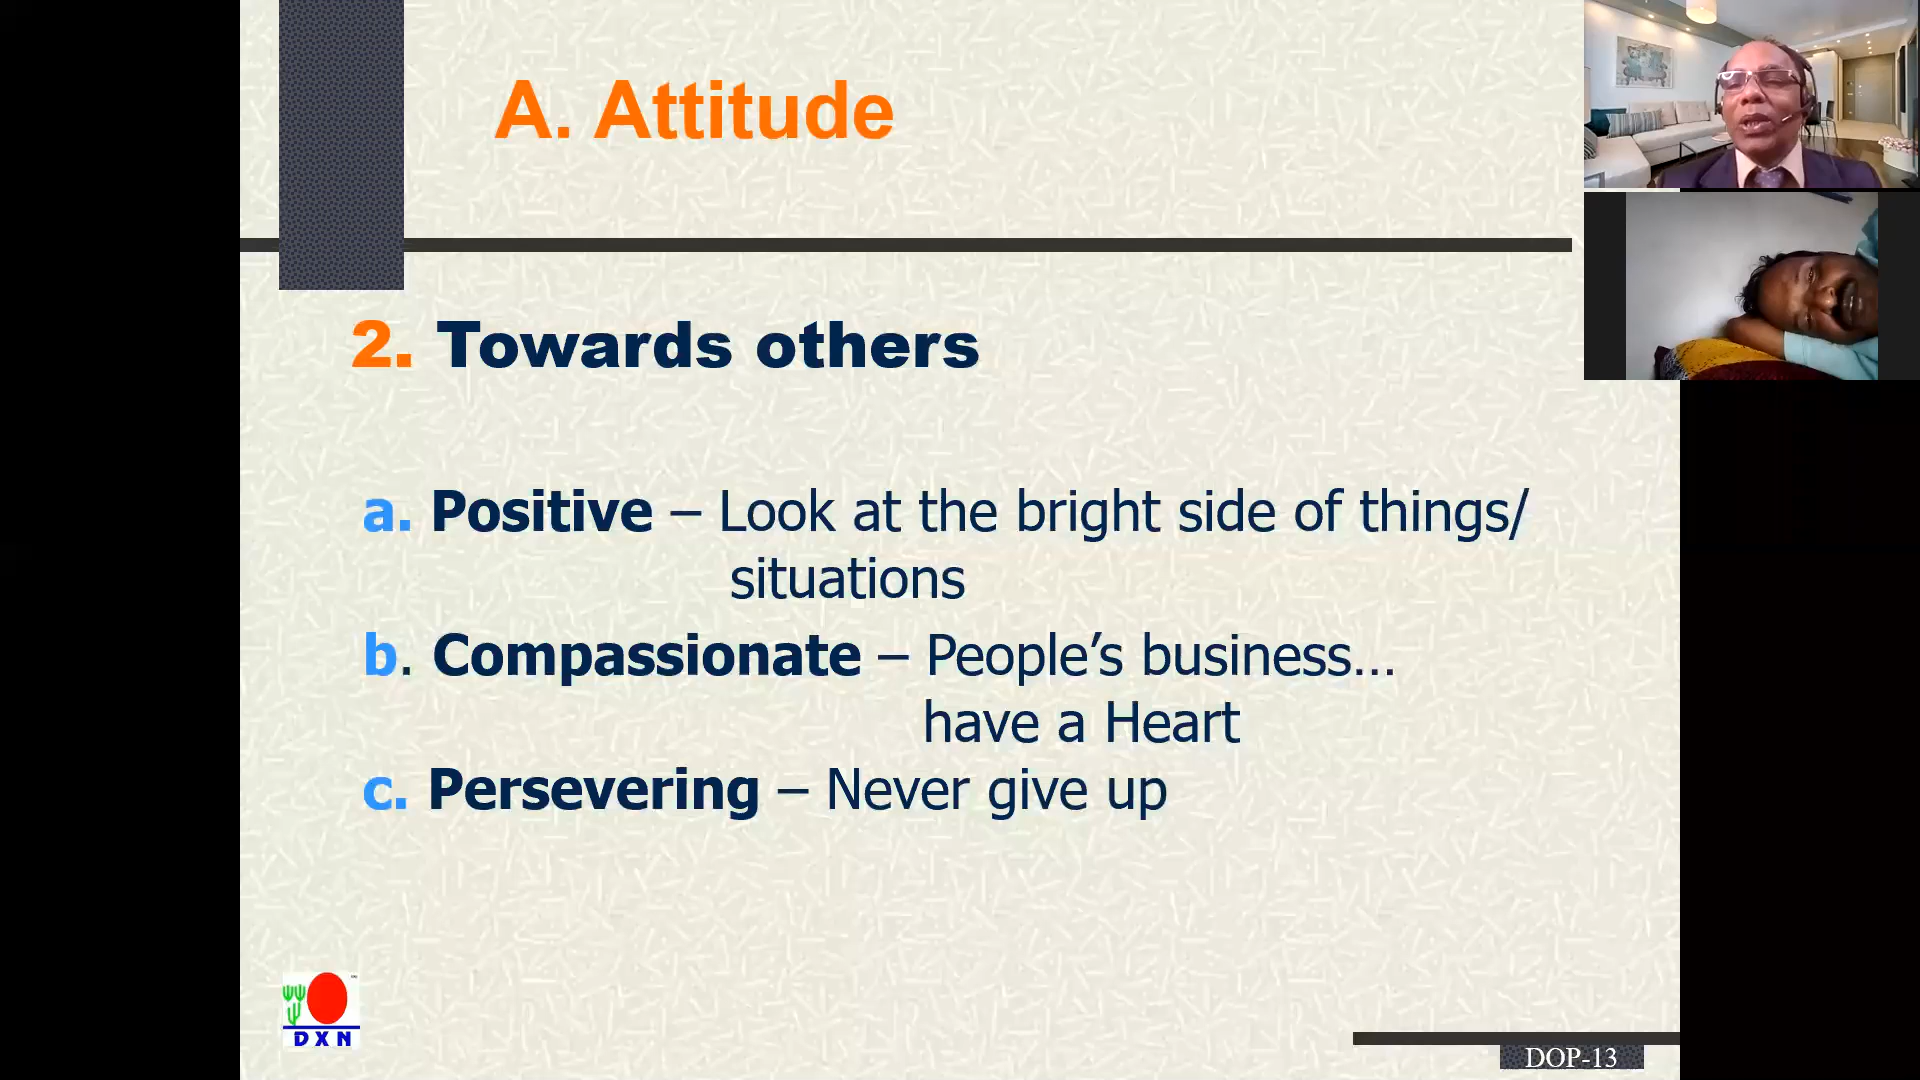 A. Attitude
2. Towards others
a. Positive – Look at the bright side of things/
situations
b. Compassionate – People’s business…
have a Heart
c. Persevering – Never give up
DXN
DOP-13